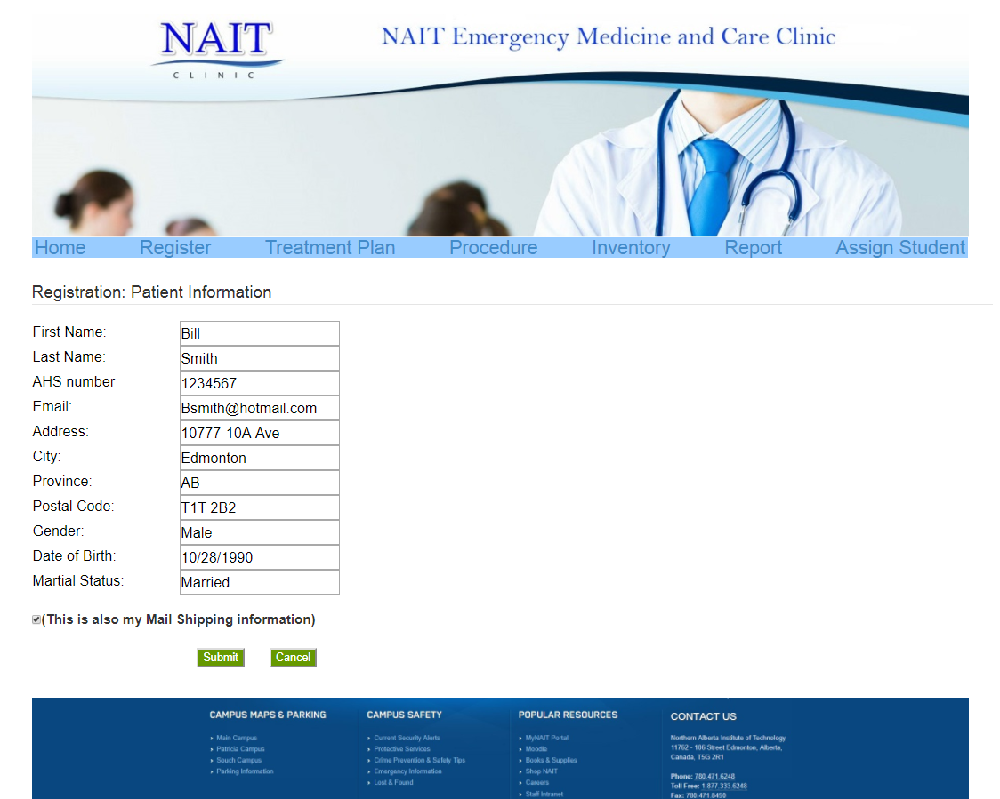 NAIT
CLINIC
NAIT Emergency Medicine and Care Clinic
Home Register Treatment Plan Procedure Inventory Report Assign Student
Registration: Patient Information
First Name: Bill
Last Name: Smith
AHS number 1234567
Email: Bsmith@hotmail.com
Address: 10777-10A Ave
City: Edmonton
Province: AB
Postal Code: T1T 2B2
Gender: Male
Date of Birth: 10/28/1990
Martial Status: Married
(This is also my Mail Shipping information)
Submit Cancel
CAMPUS MAPS & PARKING
Main Campus
Patricia Campus
Souch Campus
Parking Information
CAMPUS SAFETY
Current Security Alerts
Protective Services
Crime Prevention & Safety Tips
Emergency Information
Lost & Found
POPULAR RESOURCES
MyNAIT Portal
Moodle
Books & Supplies
Shop NAIT
Careers
Staff Intranet
CONTACT US
Northern Alberta Institute of Technology
11762 - 106 Street Edmonton, Alberta,
Canada, T5G 2R1
Phone: 780.471.6248
Toll Free: 1.877.333.6248
Fax: 780.471.8490